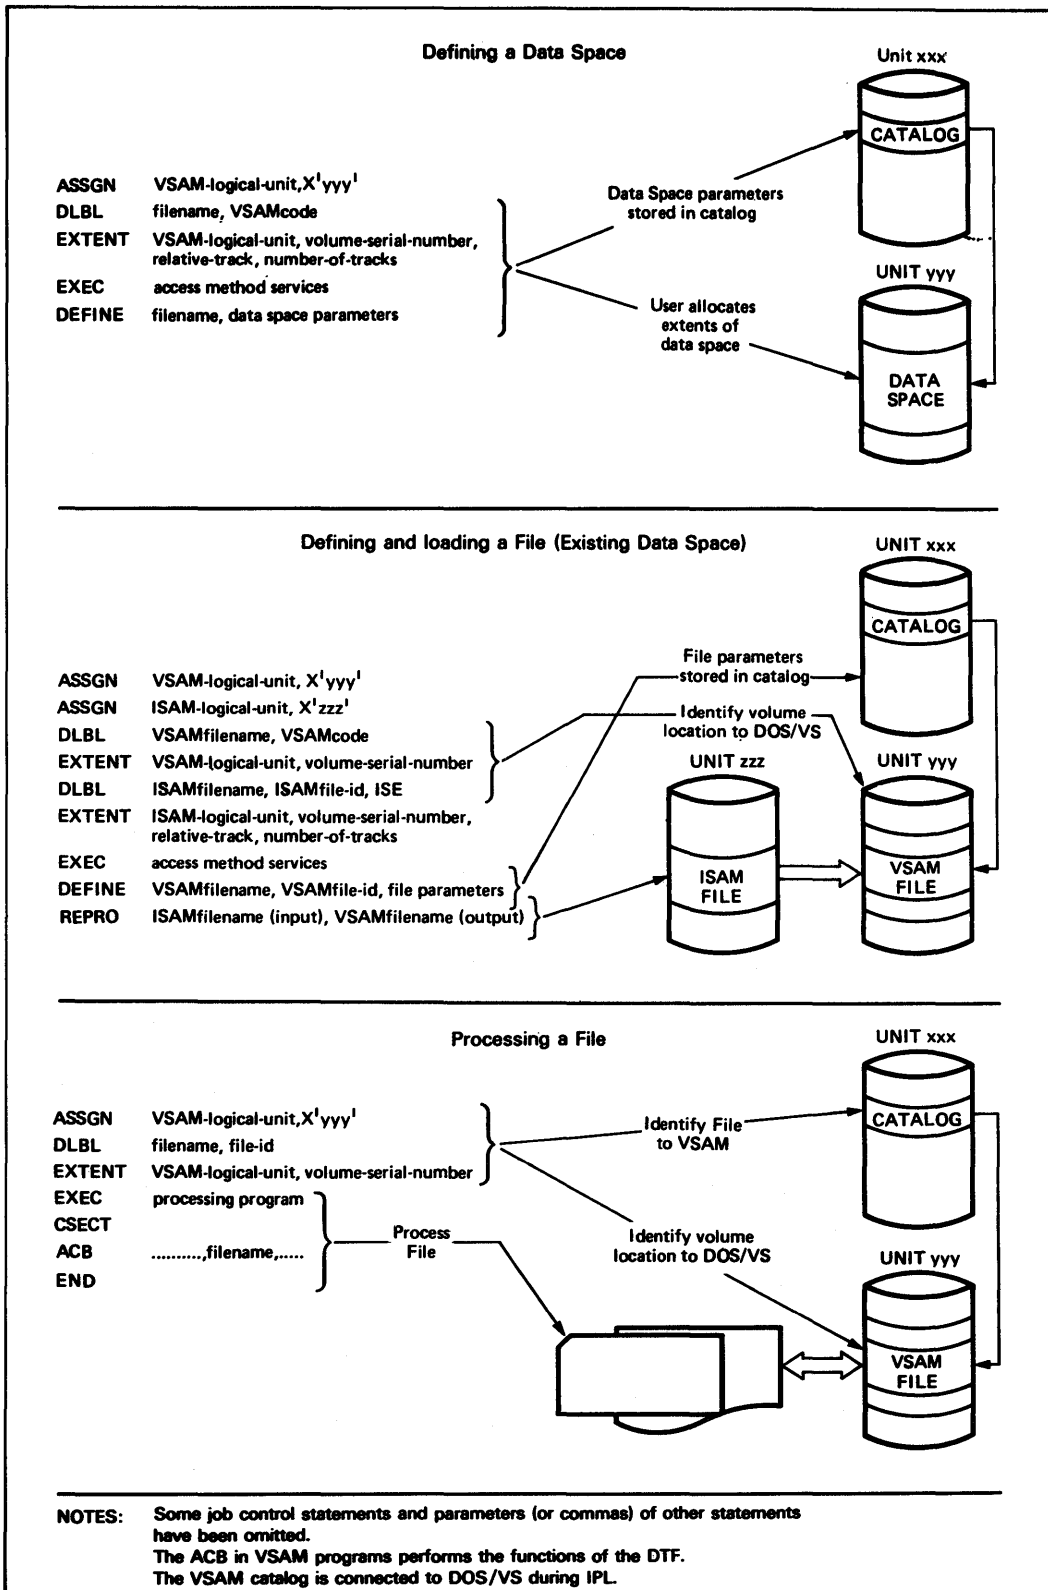 Defining a Data Space
Unit xxx
CATALOG
ASSGN VSAM-logical-unit,X'yyy'
DLBL filename, VSAMcode
EXTENT VSAM-logical-unit, volume-serial-number,
relative-track, number-of-tracks
EXEC access method services
DEFINE filename, data space parameters
Data Space parameters
stored in catalog
User allocates
extents of
data space
UNIT yyy
DATA
SPACE
Defining and loading a File (Existing Data Space)
UNIT xxx
CATALOG
ASSGN VSAM-logical-unit, X'yyy'
ASSGN ISAM-logical-unit, X'zzz'
DLBL VSAMfilename, VSAMcode
EXTENT VSAM-logical-unit, volume-serial-number
DLBL ISAMfilename, ISAMfile-id, ISE
EXTENT ISAM-logical-unit, volume-serial-number,
relative-track, number-of-tracks
EXEC access method services
DEFINE VSAMfilename, VSAMfile-id, file parameters
REPRO ISAMfilename (input), VSAMfilename (output)
File parameters
stored in catalog
Identify volume
location to DOS/VS
UNIT zzz
ISAM
FILE
UNIT yyy
VSAM
FILE
Processing a File
UNIT xxx
CATALOG
ASSGN VSAM-logical-unit,X'yyy'
DLBL filename, file-id
EXTENT VSAM-logical-unit, volume-serial-number
EXEC processing program
CSECT
ACB ..........,filename,.....
END
Identify File
to VSAM
Process
File
Identify volume
location to DOS/VS
UNIT yyy
VSAM
FILE
NOTES: Some job control statements and parameters (or commas) of other statements
have been omitted.
The ACB in VSAM programs performs the functions of the DTF.
The VSAM catalog is connected to DOS/VS during IPL.